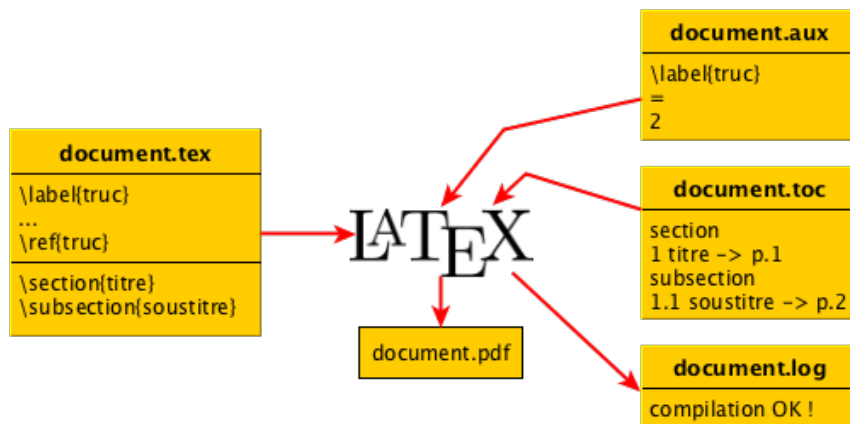 document.tex
\label{truc}
...
\ref{truc}
\section{titre}
\subsection{soustitre}
LATEX
document.pdf
document.aux
\label{truc}
=
2
document.toc
section
1 titre -> p.1
subsection
1.1 soustitre -> p.2
document.log
compilation OK !